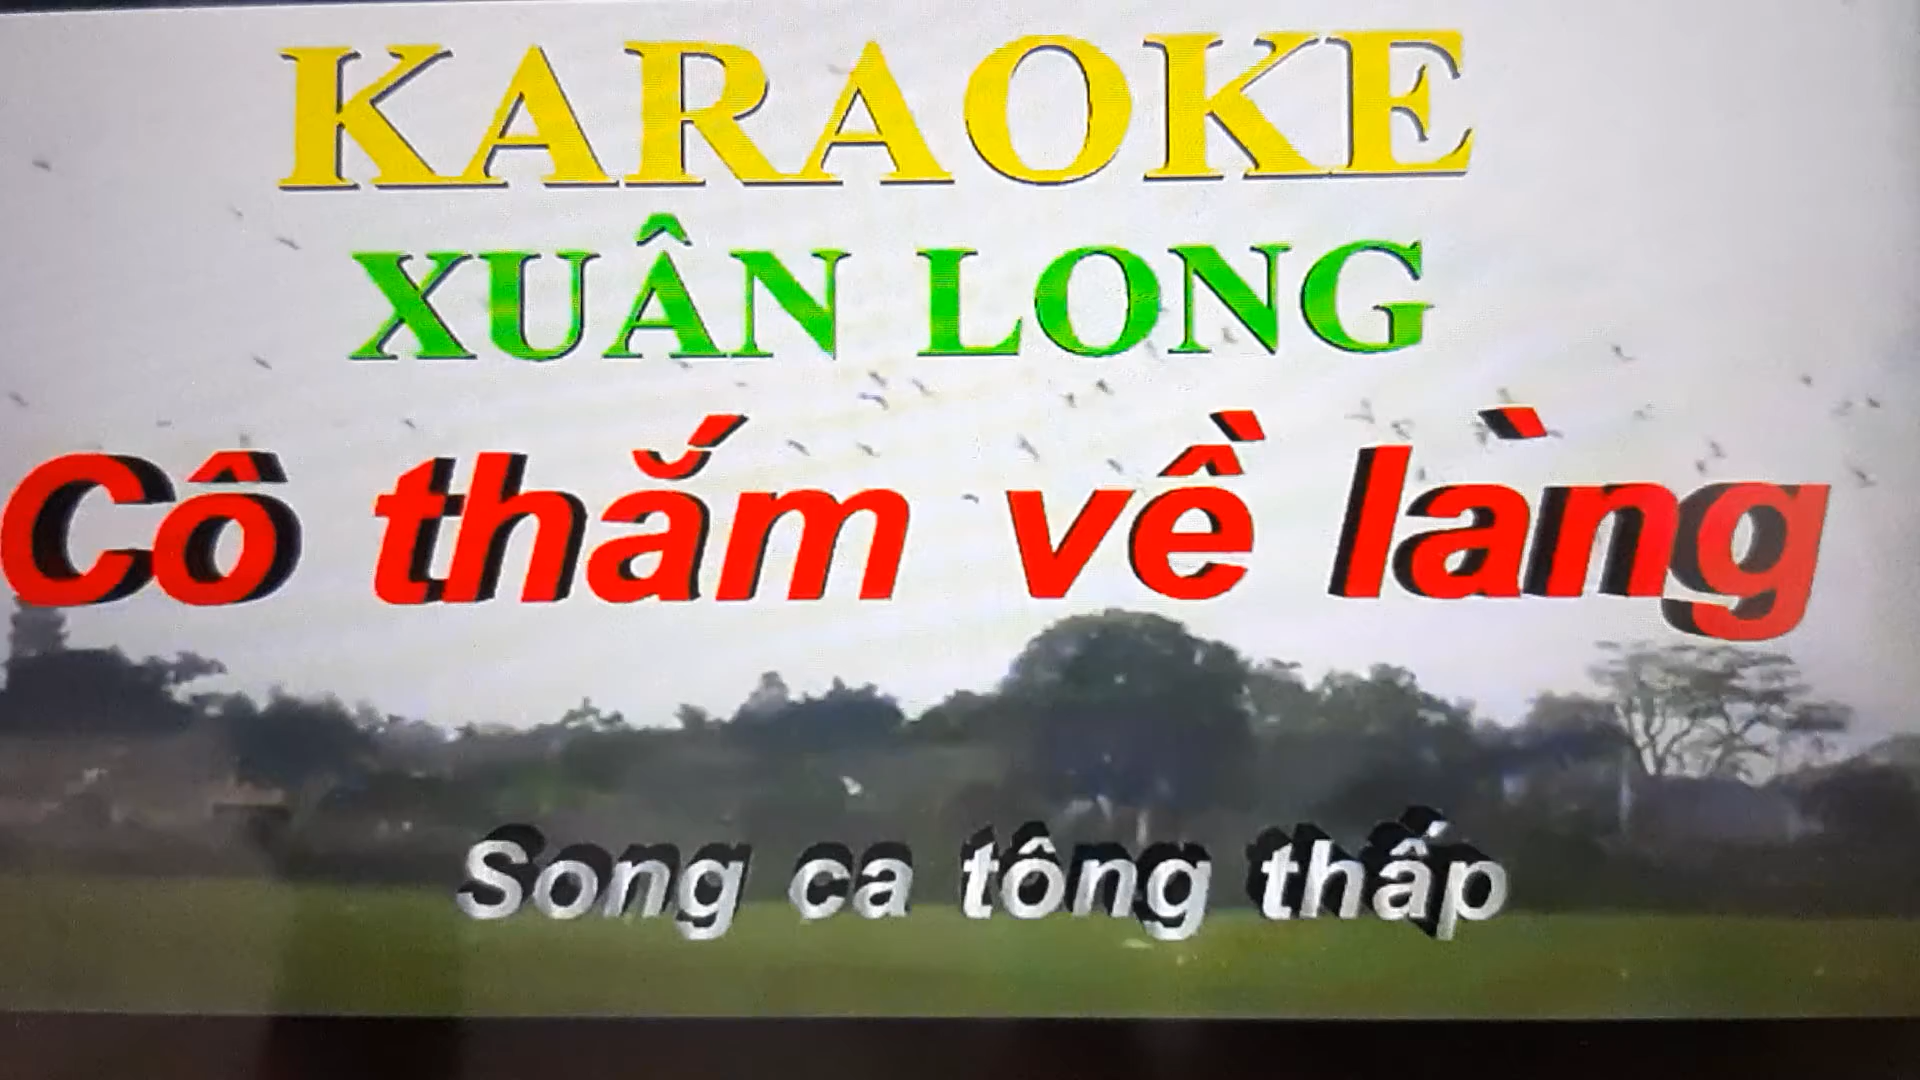 KARAOKE
XUÂN LONG
Cô thắm về làng
Song ca tông thấp